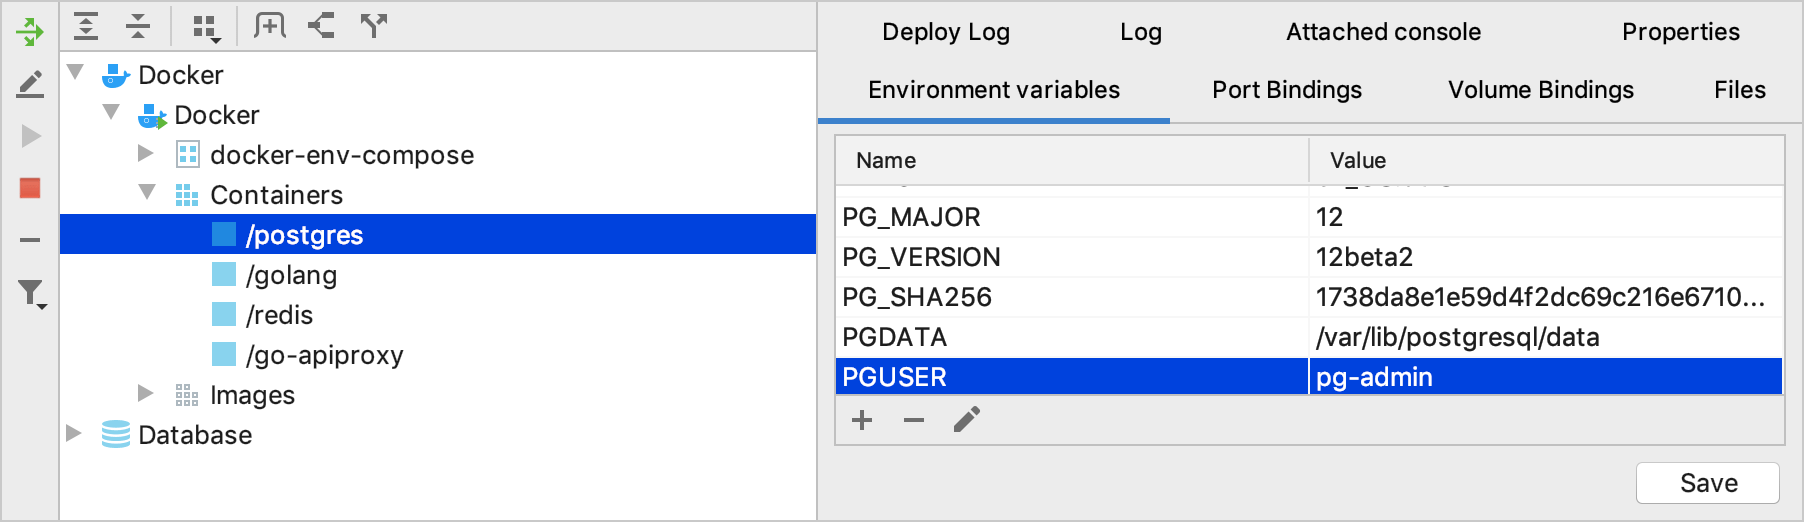 Docker
Docker
docker-env-compose
Containers
/postgres
/golang
/redis
/go-apiproxy
Images
Database
Deploy Log
Log
Attached console
Properties
Environment variables
Port Bindings
Volume Bindings
Files
Name Value
PG_MAJOR 12
PG_VERSION 12beta2
PG_SHA256 1738da8e1e59d4f2dc69c216e6710...
PGDATA /var/lib/postgresql/data
PGUSER pg-admin
Save